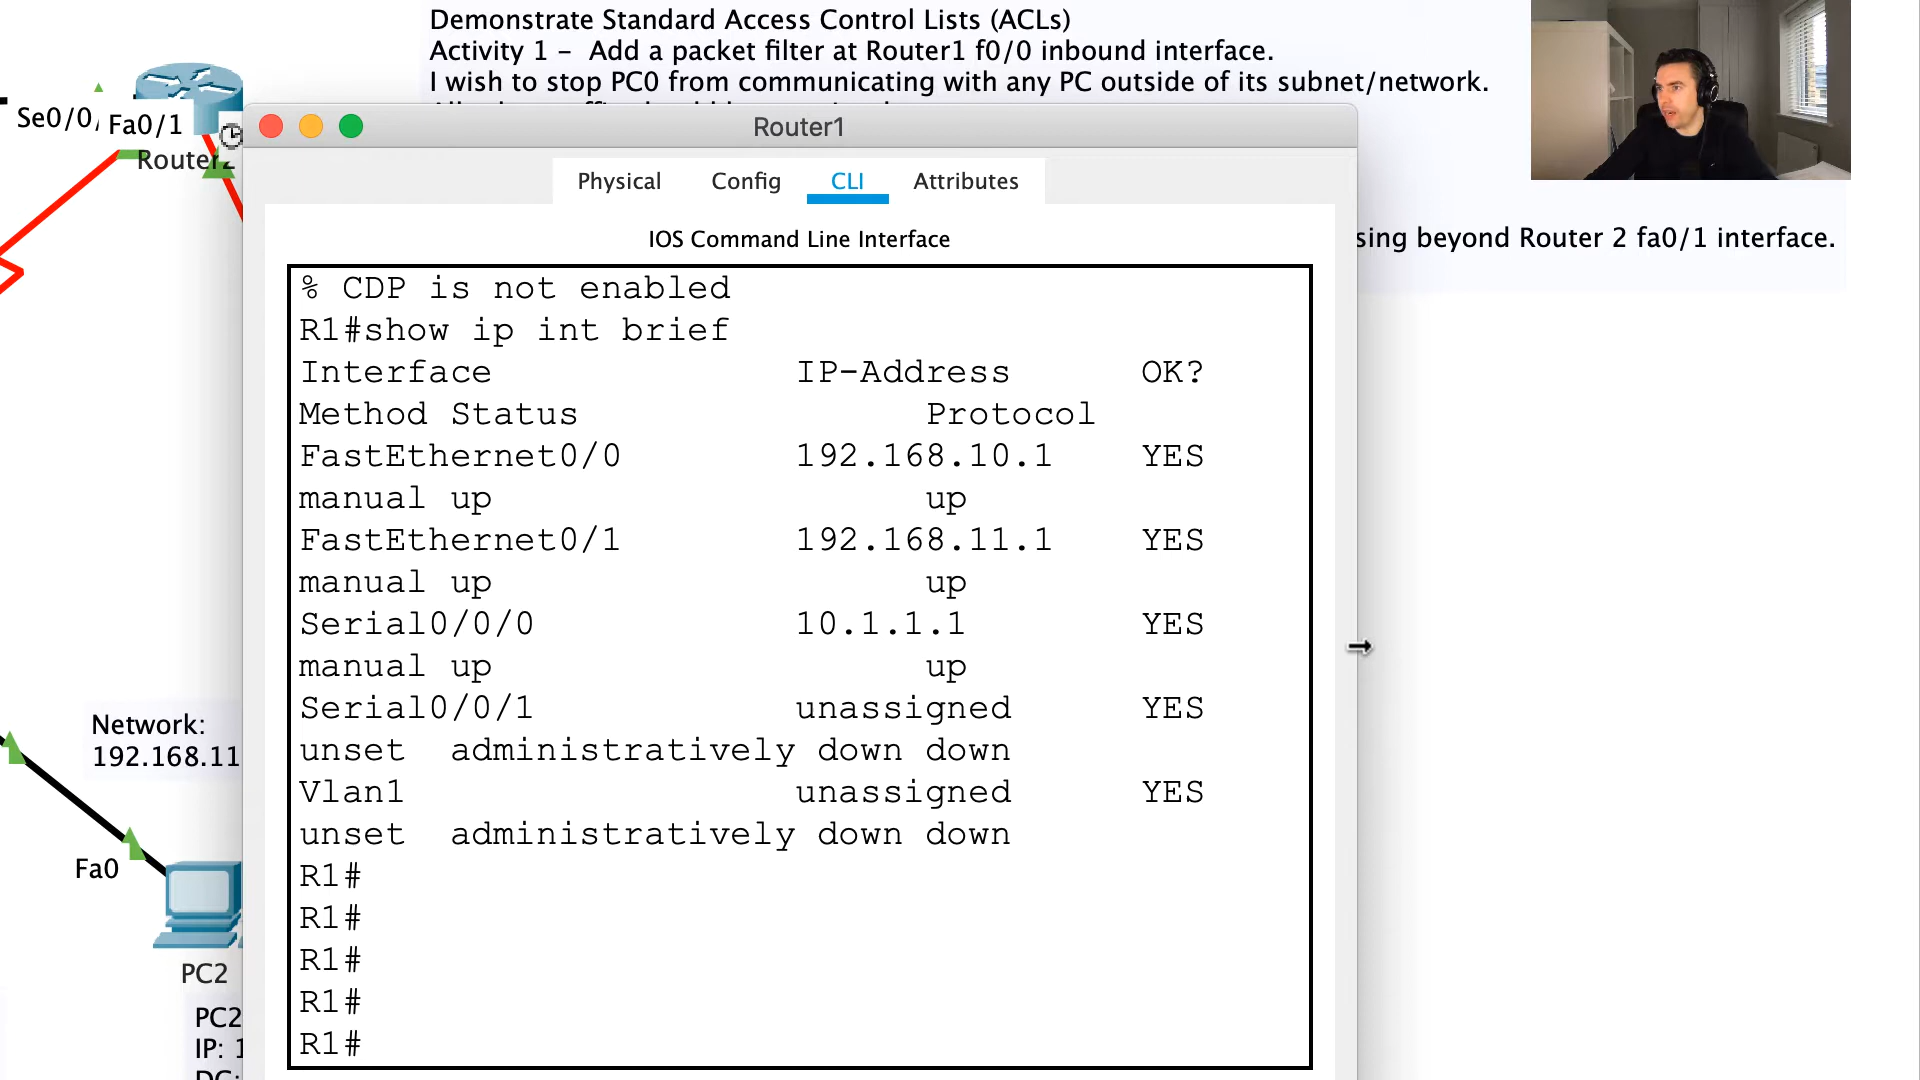 Demonstrate Standard Access Control Lists (ACLs)
Activity 1 – Add a packet filter at Router1 f0/0 inbound interface.
I wish to stop PC0 from communicating with any PC outside of its subnet/network.
Se0/0/
Fa0/1
Router2
Router1
Physical Config CLI Attributes
IOS Command Line Interface
sing beyond Router 2 fa0/1 interface.
% CDP is not enabled
R1#show ip int brief
Interface IP-Address OK?
Method Status Protocol
FastEthernet0/0 192.168.10.1 YES
manual up up
FastEthernet0/1 192.168.11.1 YES
manual up up
Serial0/0/0 10.1.1.1 YES
manual up up
Serial0/0/1 unassigned YES
unset administratively down down
Vlan1 unassigned YES
unset administratively down down
R1#
R1#
R1#
R1#
R1#
Network:
192.168.11
Fa0
PC2
PC2
IP: 1